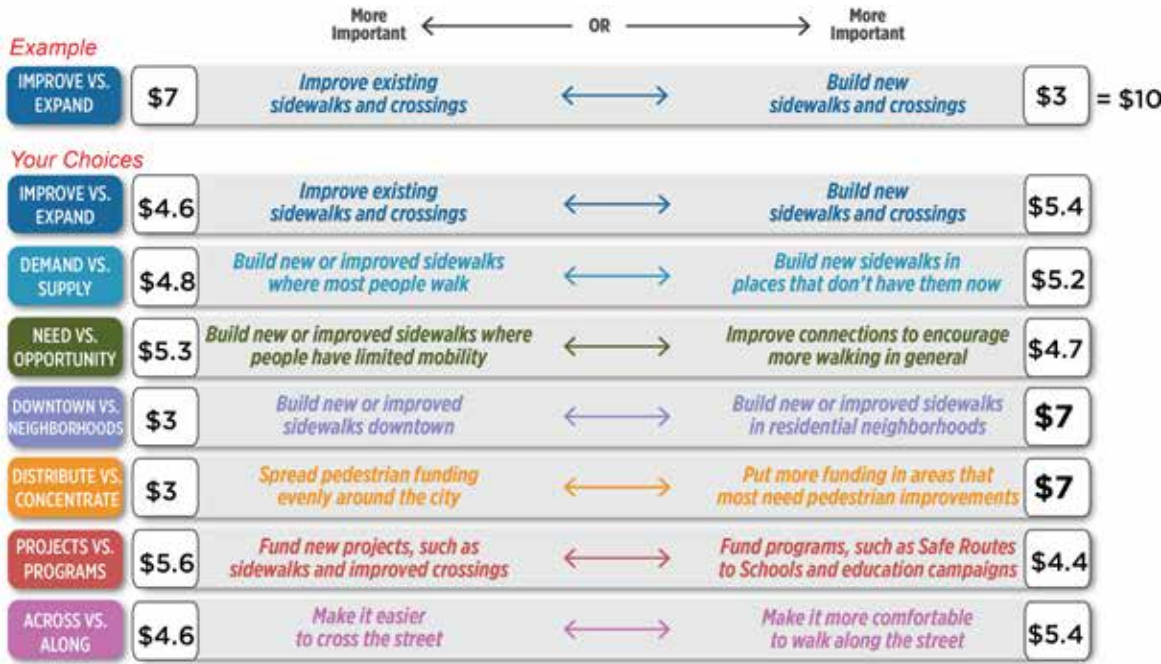 More
Important
OR
More
Important
Example
IMPROVE VS.
EXPAND
$7
Improve existing
sidewalks and crossings
Build new
sidewalks and crossings
$3
= $10
Your Choices
IMPROVE VS.
EXPAND
$4.6
Improve existing
sidewalks and crossings
Build new
sidewalks and crossings
$5.4
DEMAND VS.
SUPPLY
$4.8
Build new or improved sidewalks
where most people walk
Build new sidewalks in
places that don't have them now
$5.2
NEED VS.
OPPORTUNITY
$5.3
Build new or improved sidewalks where
people have limited mobility
Improve connections to encourage
more walking in general
$4.7
DOWNTOWN VS.
NEIGHBORHOODS
$3
Build new or improved
sidewalks downtown
Build new or improved sidewalks
in residential neighborhoods
$7
DISTRIBUTE VS.
CONCENTRATE
$3
Spread pedestrian funding
evenly around the city
Put more funding in areas that
most need pedestrian improvements
$7
PROJECTS VS.
PROGRAMS
$5.6
Fund new projects, such as
sidewalks and improved crossings
Fund programs, such as Safe Routes
to Schools and education campaigns
$4.4
ACROSS VS.
ALONG
$4.6
Make it easier
to cross the street
Make it more comfortable
to walk along the street
$5.4